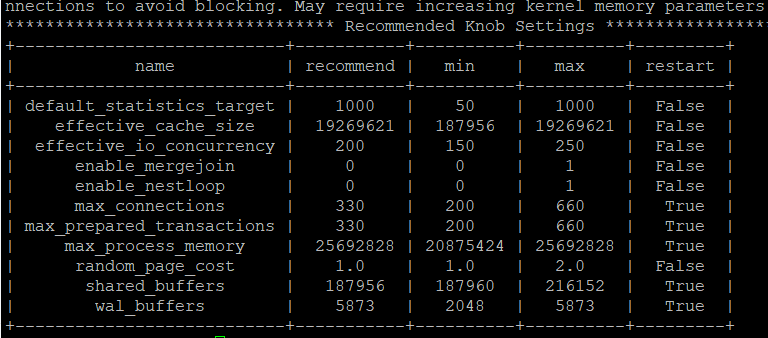 nnections to avoid blocking. May require increasing kernel memory parameters
********************************* Recommended Knob Settings *****************
+---------------------------+-----------+----------+----------+---------+
| name | recommend | min | max | restart |
+---------------------------+-----------+----------+----------+---------+
| default_statistics_target | 1000 | 50 | 1000 | False |
| effective_cache_size | 19269621 | 187956 | 19269621 | False |
| effective_io_concurrency | 200 | 150 | 250 | False |
| enable_mergejoin | 0 | 0 | 1 | False |
| enable_nestloop | 0 | 0 | 1 | False |
| max_connections | 330 | 200 | 660 | True |
| max_prepared_transactions | 330 | 200 | 660 | True |
| max_process_memory | 25692828 | 20875424 | 25692828 | True |
| random_page_cost | 1.0 | 1.0 | 2.0 | False |
| shared_buffers | 187956 | 187960 | 216152 | True |
| wal_buffers | 5873 | 2048 | 5873 | True |
+---------------------------+-----------+----------+----------+---------+